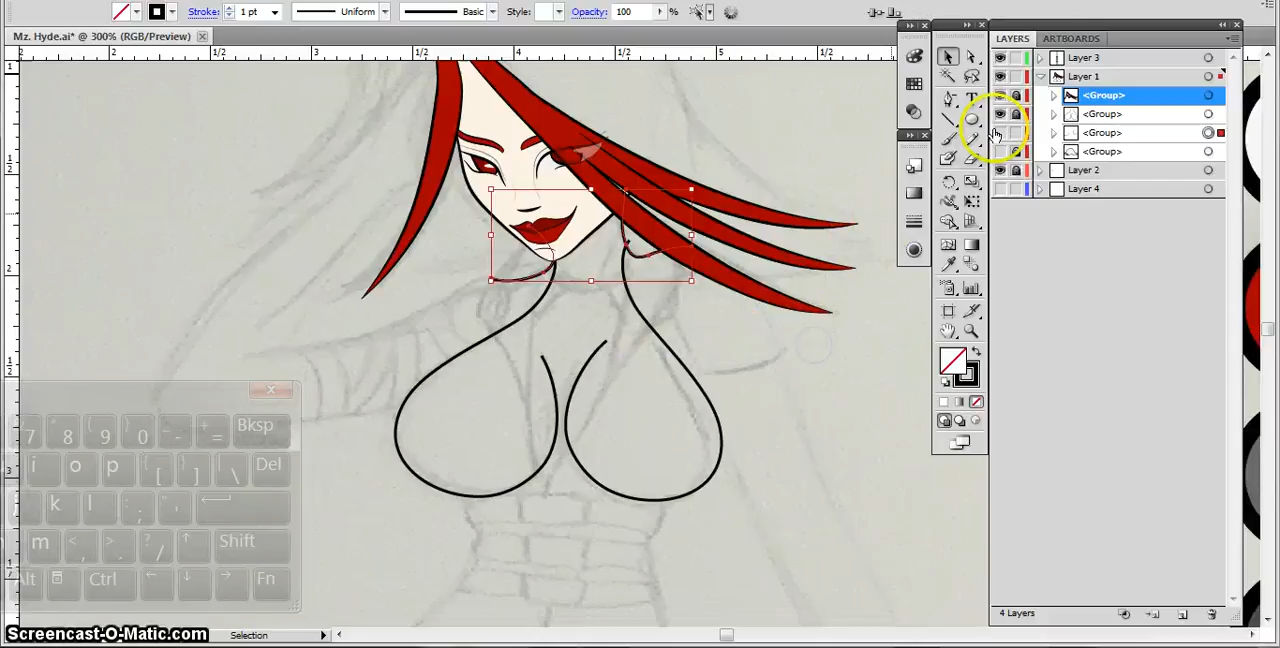 Stroke: 1 pt Uniform Basic Style: Opacity: 100 %
Mz. Hyde.ai* @ 300% (RGB/Preview)
2 1/2 3 1/2 4 1/2 5 1/2
LAYERS ARTBOARDS
Layer 3
Layer 1
<Group>
<Group>
<Group>
<Group>
Layer 2
Layer 4
7 8 ( 9 ) 0 - + = Bksp
i o p { [ } ] | \ Del
k l : ; " '
m < , > . ? / ↑ Shift
Alt Ctrl ← ↓ → Fn
4 Layers
Screencast-O-Matic.com Selection